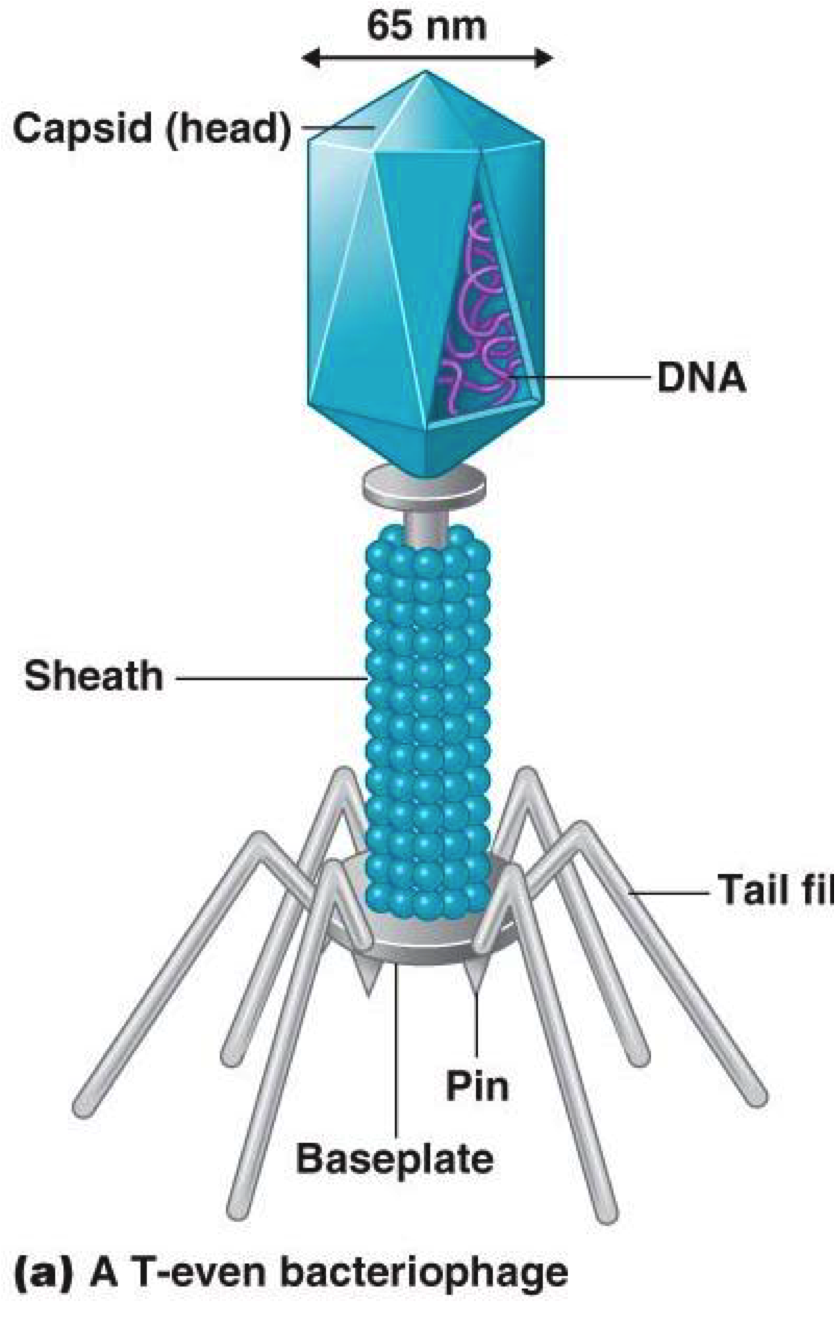 65 nm
Capsid (head)
DNA
Sheath
Tail fil
Pin
Baseplate
(a) A T-even bacteriophage